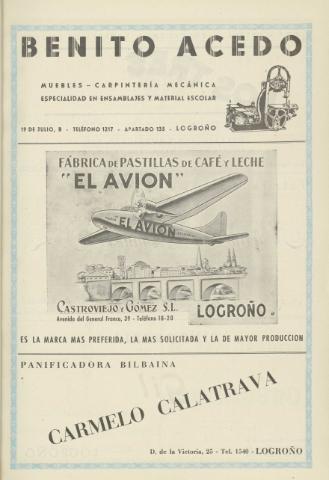 BENITO ACEDO
MUEBLES - CARPINTERÍA MECÁNICA
ESPECIALIDAD EN ENSAMBLAJES Y MATERIAL ESCOLAR
19 DE JULIO, 8 - TELÉFONO 1217 - APARTADO 125 - LOGROÑO
FÁBRICA DE PASTILLAS DE CAFÉ Y LECHE
"EL AVION"
EL AVION
CASTROVIEJO Y GOMEZ S.L.
Avenida del General Franco, 39 - Teléfono 18-20
LOGROÑO
ES LA MARCA MAS PREFERIDA, LA MAS SOLICITADA Y LA DE MAYOR PRODUCCION
PANIFICADORA BILBAINA
CARMELO CALATRAVA
D. de la Victoria, 25 - Tel. 1540 - LOGROÑO